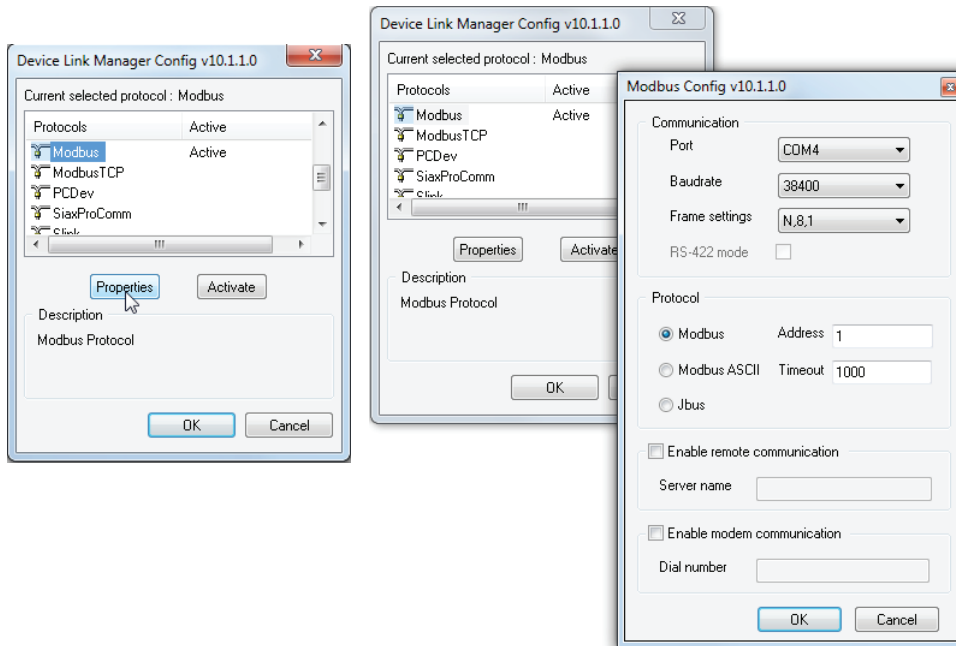 Device Link Manager Config v10.1.1.0
Current selected protocol : Modbus
Protocols Active
Modbus Active
ModbusTCP
PCDev
SiaxProComm
Slink
Properties Activate
Description
Modbus Protocol
OK Cancel
Device Link Manager Config v10.1.1.0
Current selected protocol : Modbus
Protocols Active
Modbus Active
ModbusTCP
PCDev
SiaxProComm
Slink
Properties Activate
Description
Modbus Protocol
OK
Modbus Config v10.1.1.0
Communication
Port COM4
Baudrate 38400
Frame settings N,8,1
RS-422 mode
Protocol
Modbus Address 1
Modbus ASCII Timeout 1000
Jbus
Enable remote communication
Server name
Enable modem communication
Dial number
OK Cancel